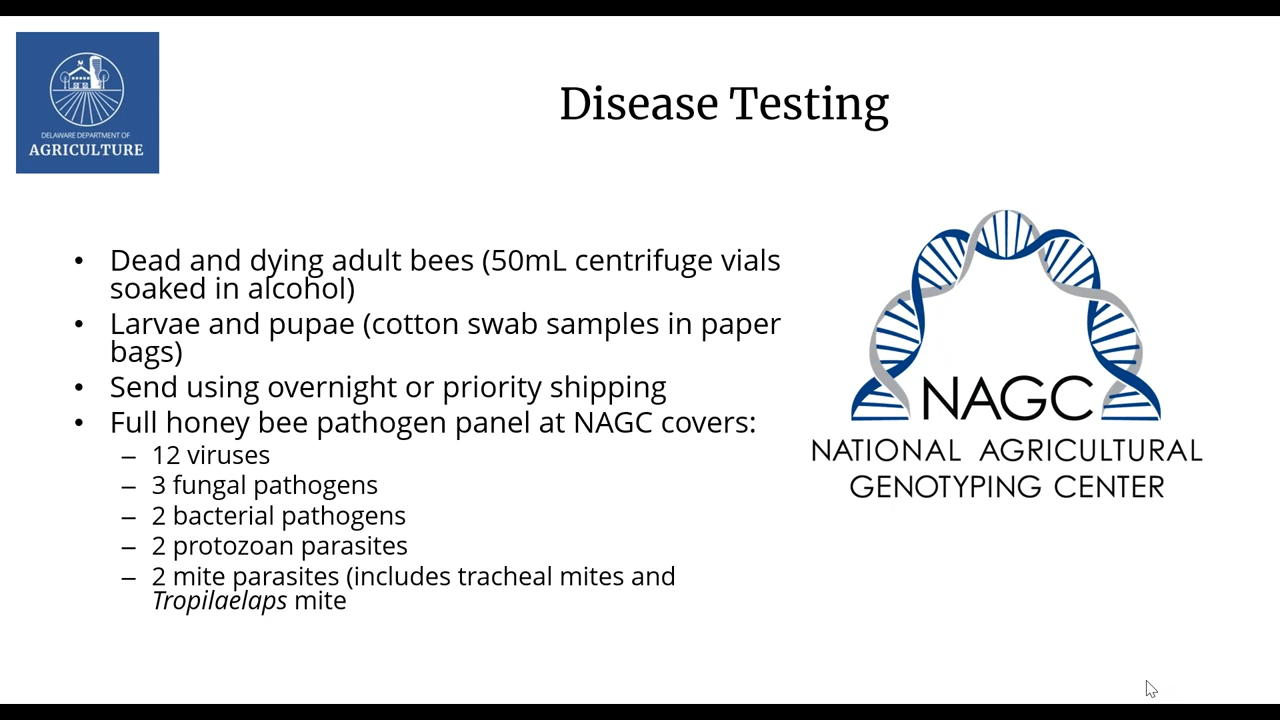 DELAWARE DEPARTMENT OF
AGRICULTURE
Disease Testing
• Dead and dying adult bees (50mL centrifuge vials
soaked in alcohol)
• Larvae and pupae (cotton swab samples in paper
bags)
• Send using overnight or priority shipping
• Full honey bee pathogen panel at NAGC covers:
– 12 viruses
– 3 fungal pathogens
– 2 bacterial pathogens
– 2 protozoan parasites
– 2 mite parasites (includes tracheal mites and
Tropilaelaps mite
NAGC
NATIONAL AGRICULTURAL
GENOTYPING CENTER